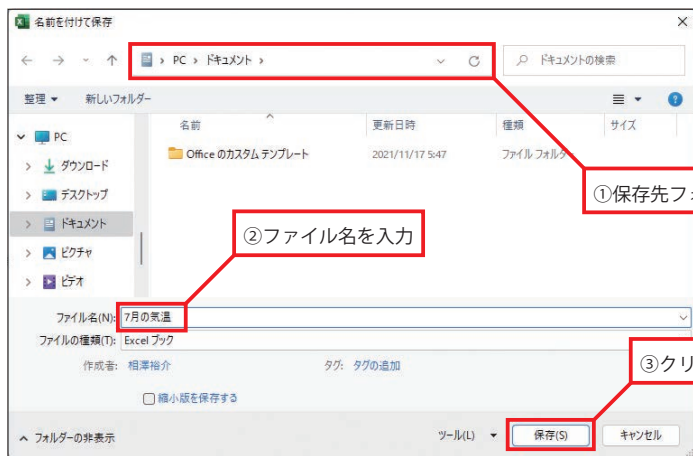 名前を付けて保存
PC › ドキュメント ›
ドキュメントの検索
整理
新しいフォルダー
名前 更新日時 種類 サイズ
PC
Office のカスタム テンプレート 2021/11/17 5:47 ファイル フォルダ
ダウンロード
デスクトップ
①保存先フォ
ドキュメント
②ファイル名を入力
ピクチャ
ビデオ
ファイル名(N): 7月の気温
ファイルの種類(T): Excel ブック
作成者: 相澤裕介 タグ: タグの追加
③クリ
縮小版を保存する
フォルダーの非表示
ツール(L) 保存(S) キャンセル